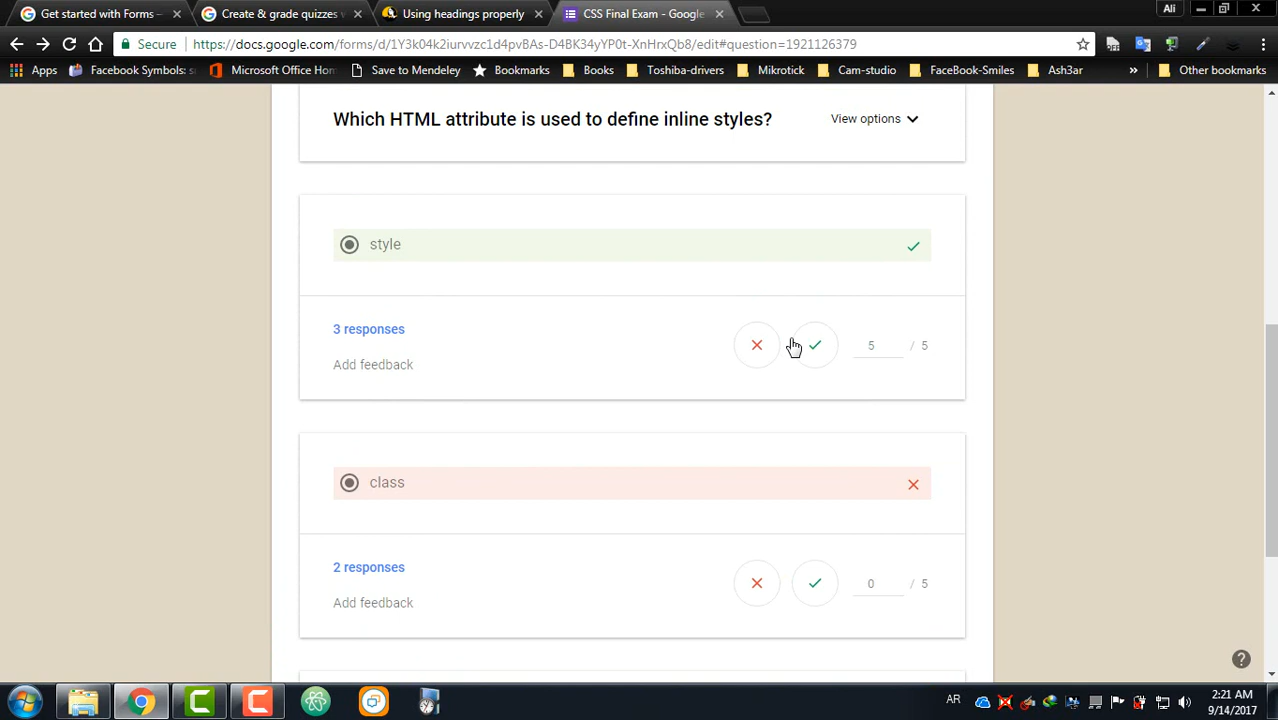 Get started with Forms –
Create & grade quizzes w
Using headings properly
CSS Final Exam - Google
Ali
Secure
https://docs.google.com/forms/d/1Y3k04k2iurvvzc1d4pvBAs-D4BK34yYP0t-XnHrxQb8/edit#question=1921126379
Apps
Facebook Symbols: s
Microsoft Office Hom
Save to Mendeley
Bookmarks
Books
Toshiba-drivers
Mikrotick
Cam-studio
FaceBook-Smiles
Ash3ar
»
Other bookmarks
Which HTML attribute is used to define inline styles?
View options
style
3 responses
5 / 5
Add feedback
class
2 responses
0 / 5
Add feedback
AR
2:21 AM
9/14/2017